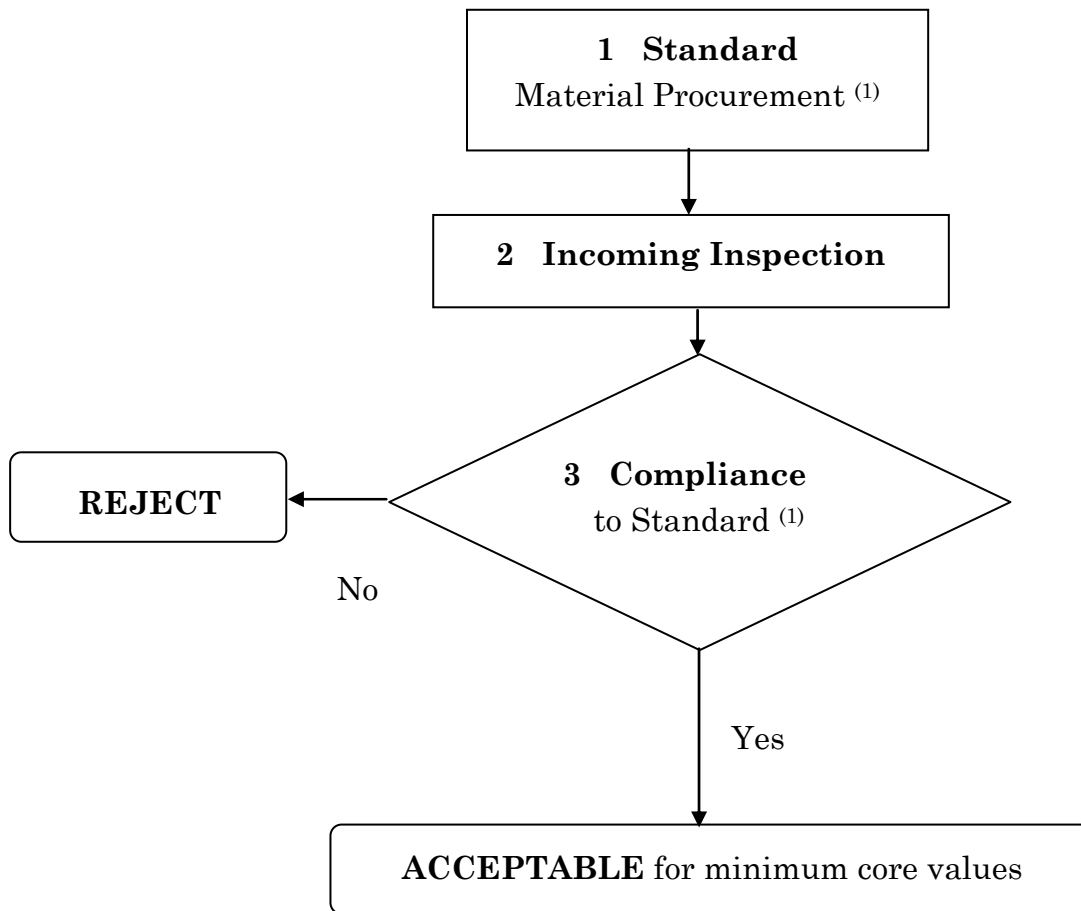 1 Standard
Material Procurement (1)
2 Incoming Inspection
3 Compliance
to Standard (1)
REJECT
No
Yes
ACCEPTABLE for minimum core values